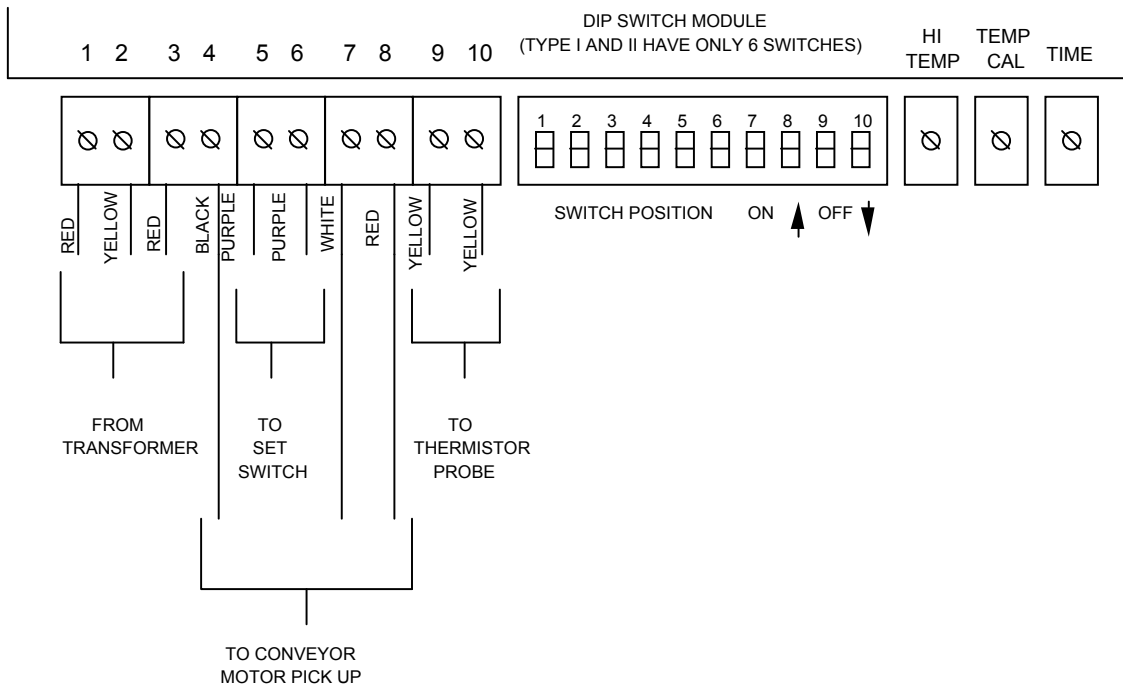 DIP SWITCH MODULE
(TYPE I AND II HAVE ONLY 6 SWITCHES)
HI
TEMP
TEMP
CAL
TIME
1 2 3 4 5 6 7 8 9 10
1 2 3 4 5 6 7 8 9 10
RED
YELLOW
RED
BLACK
PURPLE
PURPLE
WHITE
RED
YELLOW
YELLOW
SWITCH POSITION ON OFF
FROM
TRANSFORMER
TO
SET
SWITCH
TO
THERMISTOR
PROBE
TO CONVEYOR
MOTOR PICK UP